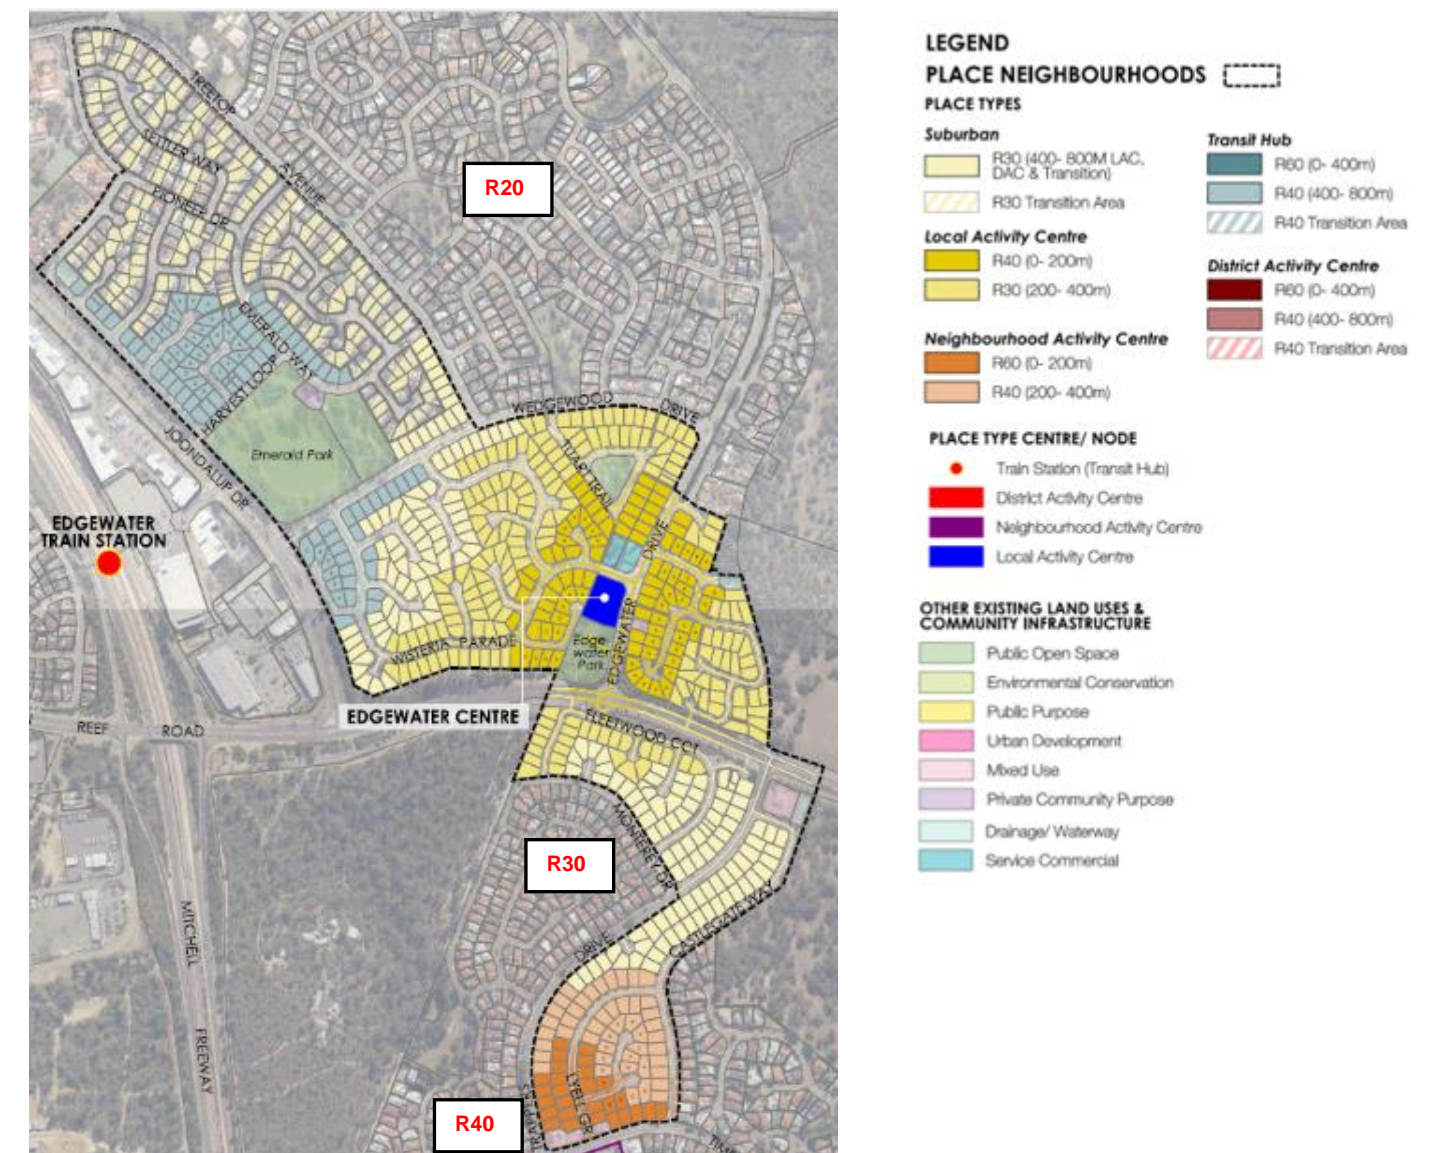 TREETOP
AVENUE
SETTLER WAY
PIONEER DR
R20
EMERALD WAY
HARVEST LOOP
JOONDALUP DR
Emerald Park
WEDGEWOOD
DRIVE
TUART TRAIL
EDGEWATER
TRAIN STATION
DRIVE
EDGEWATER
Edge-
water
Park
WISTERIA PARADE
EDGEWATER CENTRE
REEF
ROAD
FLEETWOOD CCT
MONTEREY DR
R30
CASTLEGATE WAY
DRIVE
MITCHELL
FREEWAY
LYELL GR
R40
LEGEND
PLACE NEIGHBOURHOODS
PLACE TYPES
Suburban
R30 (400- 800M LAC,
DAC & Transition)
R30 Transition Area
Local Activity Centre
R40 (0- 200m)
R30 (200- 400m)
Neighbourhood Activity Centre
R60 (0- 200m)
R40 (200- 400m)
Transit Hub
R60 (0- 400m)
R40 (400- 800m)
R40 Transition Area
District Activity Centre
R60 (0- 400m)
R40 (400- 800m)
R40 Transition Area
PLACE TYPE CENTRE/ NODE
Train Station (Transit Hub)
District Activity Centre
Neighbourhood Activity Centre
Local Activity Centre
OTHER EXISTING LAND USES &
COMMUNITY INFRASTRUCTURE
Public Open Space
Environmental Conservation
Public Purpose
Urban Development
Mixed Use
Private Community Purpose
Drainage/ Waterway
Service Commercial